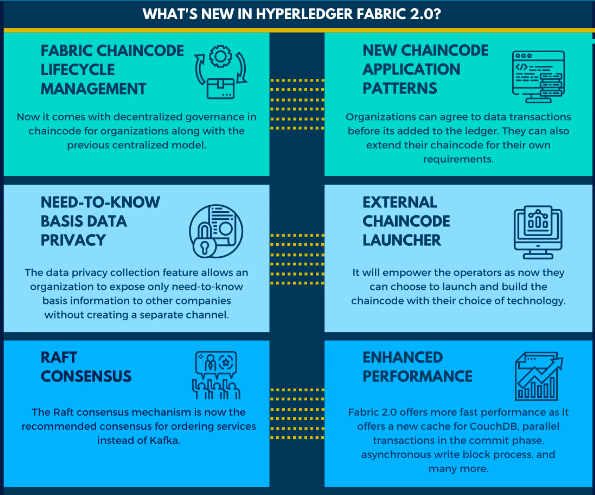 WHAT'S NEW IN HYPERLEDGER FABRIC 2.0?
FABRIC CHAINCODE
LIFECYCLE
MANAGEMENT
Now it comes with decentralized governance in
chaincode for organizations along with the
previous centralized model.
NEW CHAINCODE
APPLICATION
PATTERNS
Organizations can agree to data transactions
before its added to the ledger. They can also
extend their chaincode for their own
requirements.
NEED-TO-KNOW
BASIS DATA
PRIVACY
The data privacy collection feature allows an
organization to expose only need-to-know
basis information to other companies
without creating a separate channel.
EXTERNAL
CHAINCODE
LAUNCHER
It will empower the operators as now they
can choose to launch and build the
chaincode with their choice of technology.
RAFT
CONSENSUS
The Raft consensus mechanism is now the
recommended consensus for ordering services
instead of Kafka.
ENHANCED
PERFORMANCE
Fabric 2.0 offers more fast performance as it
offers a new cache for CouchDB, parallel
transactions in the commit phase,
asynchronous write block process, and
many more.